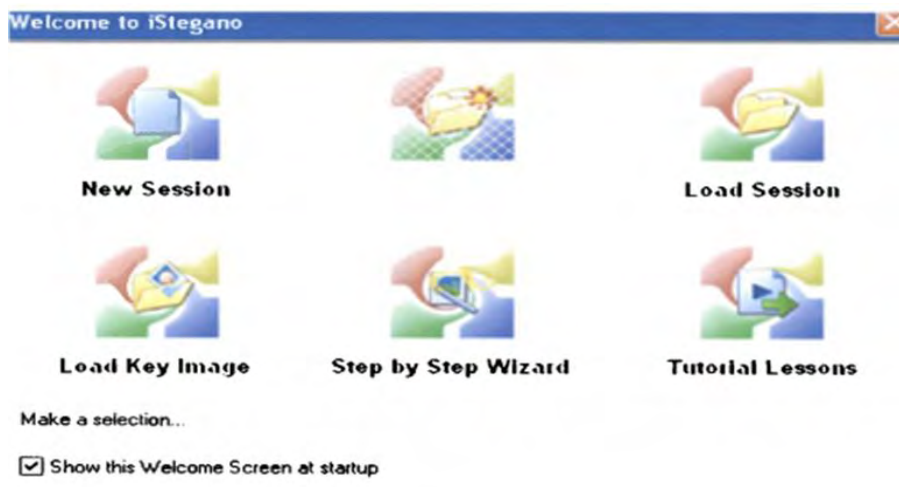 Welcome to iStegano
New Session
Load Session
Load Key Image
Step by Step Wizard
Tutorial Lessons
Make a selection...
Show this Welcome Screen at startup